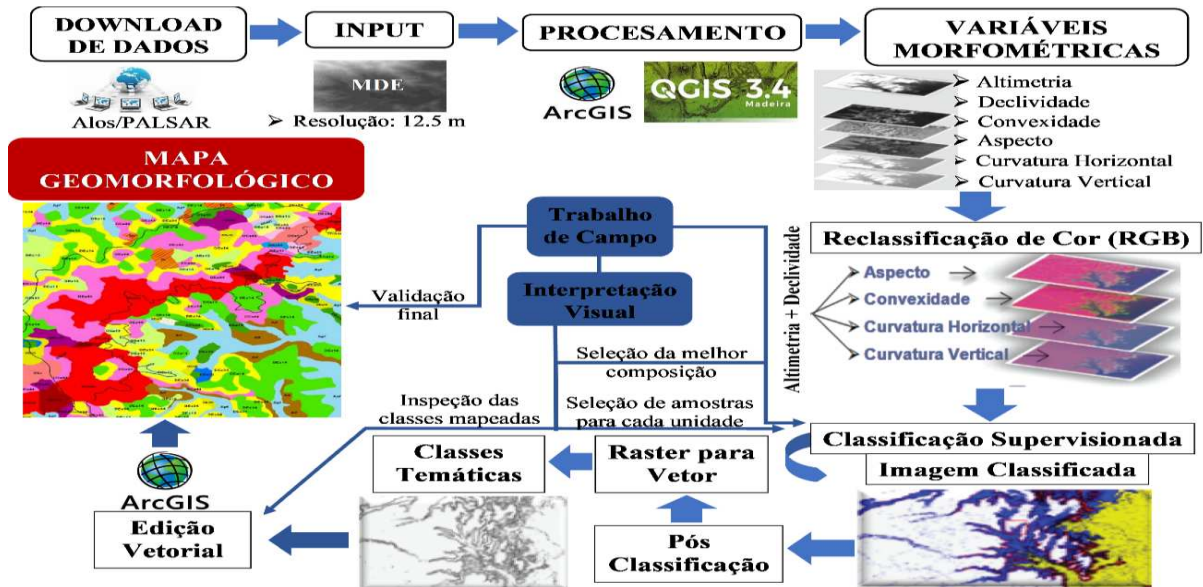 DOWNLOAD
DE DADOS
INPUT
PROCESAMENTO
VARIÁVEIS
MORFOMÉTRICAS
Alos/PALSAR
MDE
➢ Resolução: 12.5 m
ArcGIS
QGIS 3.4
Madeira
➢ Altimetria
➢ Declividade
➢ Convexidade
➢ Aspecto
➢ Curvatura Horizontal
➢ Curvatura Vertical
MAPA
GEOMORFOLÓGICO
Trabalho
de Campo
Interpretação
Visual
Validação
final
Altimetria + Declividade
Reclassificação de Cor (RGB)
➢ Aspecto
➢ Convexidade
➢ Curvatura Horizontal
➢ Curvatura Vertical
Seleção da melhor
composição
Inspeção das
classes mapeadas
Seleção de amostras
para cada unidade
Classificação Supervisionada
Imagem Classificada
Classes
Temáticas
Raster para
Vetor
ArcGIS
Edição
Vetorial
Pós
Classificação